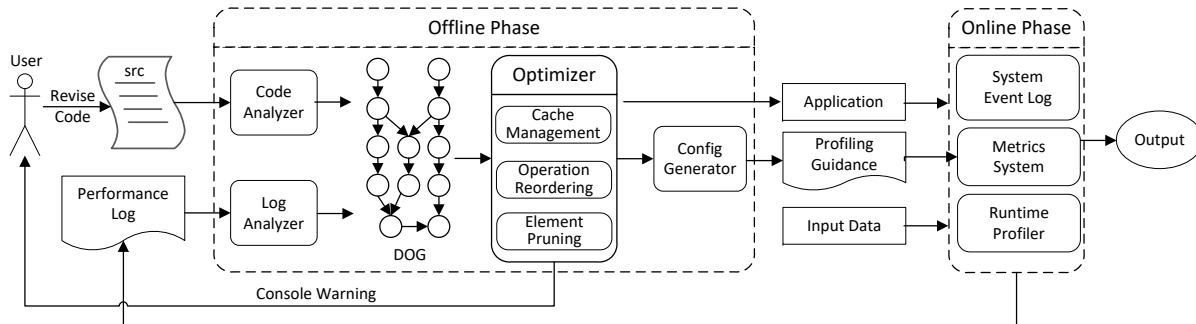 Offline Phase
Online Phase
User
Revise
Code
src
Code
Analyzer
Optimizer
Cache
Management
Operation
Reordering
Element
Pruning
Config
Generator
Application
Profiling
Guidance
Input Data
System
Event Log
Metrics
System
Runtime
Profiler
Output
Performance
Log
Log
Analyzer
DOG
Console Warning